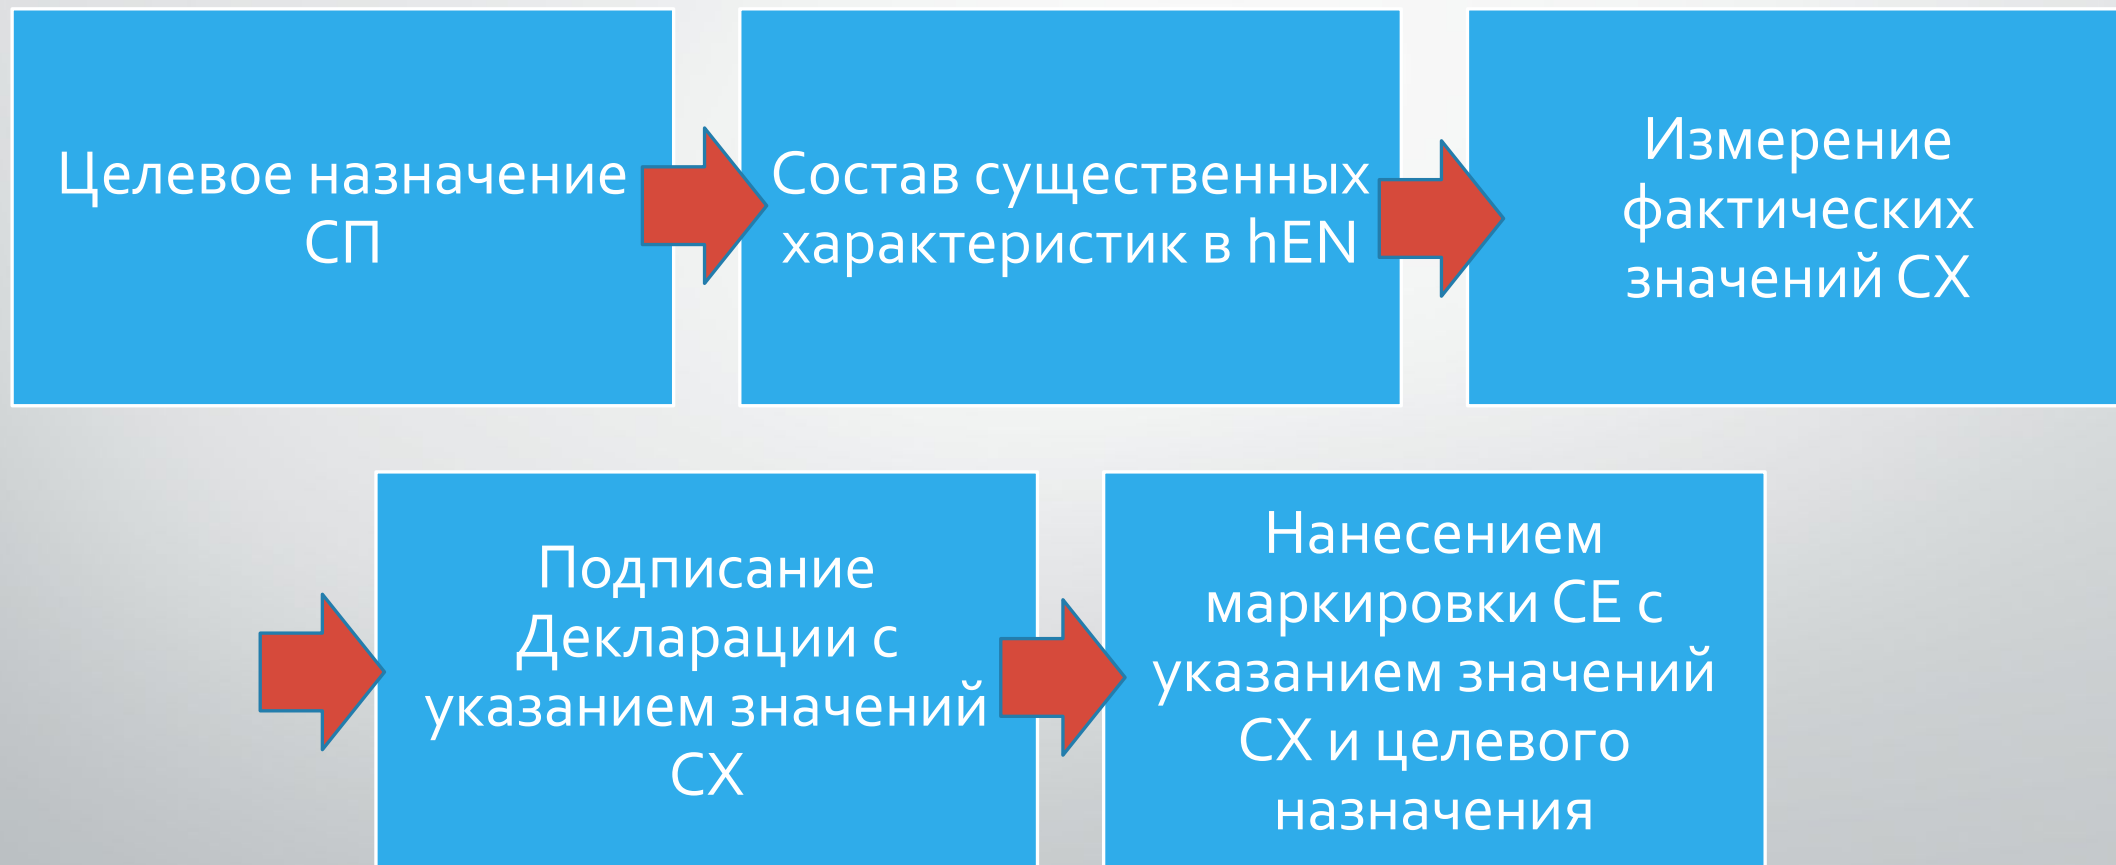 Целевое назначение
СП
Состав существенных
характеристик в hEN
Измерение
фактических
значений СХ
Подписание
Декларации с
указанием значений
СХ
Нанесением
маркировки СЕ с
указанием значений
СХ и целевого
назначения